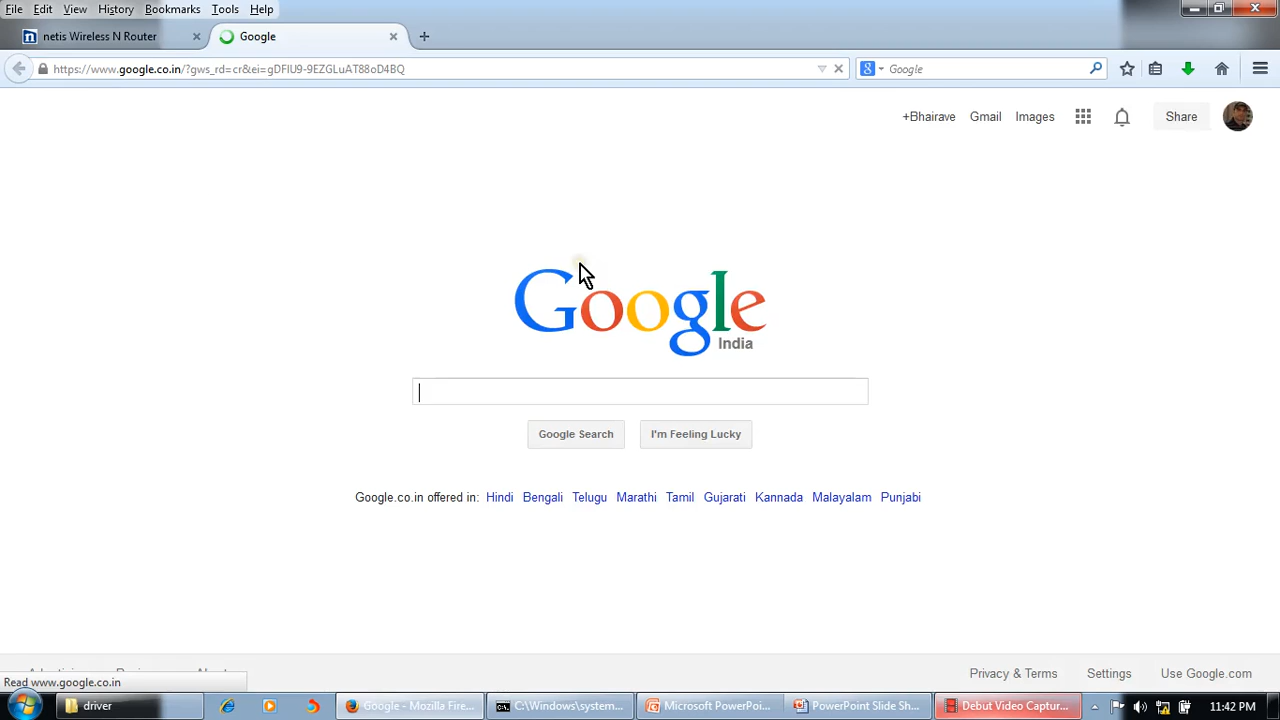 File Edit View History Bookmarks Tools Help
netis Wireless N Router
Google
https://www.google.co.in/?gws_rd=cr&ei=gDFIU9-9EZGLuAT88oD4BQ
Google
+Bhairave Gmail Images Share
Google
India
Google Search I'm Feeling Lucky
Google.co.in offered in: Hindi Bengali Telugu Marathi Tamil Gujarati Kannada Malayalam Punjabi
Privacy & Terms Settings Use Google.com
Read www.google.co.in
driver Google - Mozilla Fire... C:\Windows\system... Microsoft PowerPoi... PowerPoint Slide Sh... Debut Video Captur... 11:42 PM